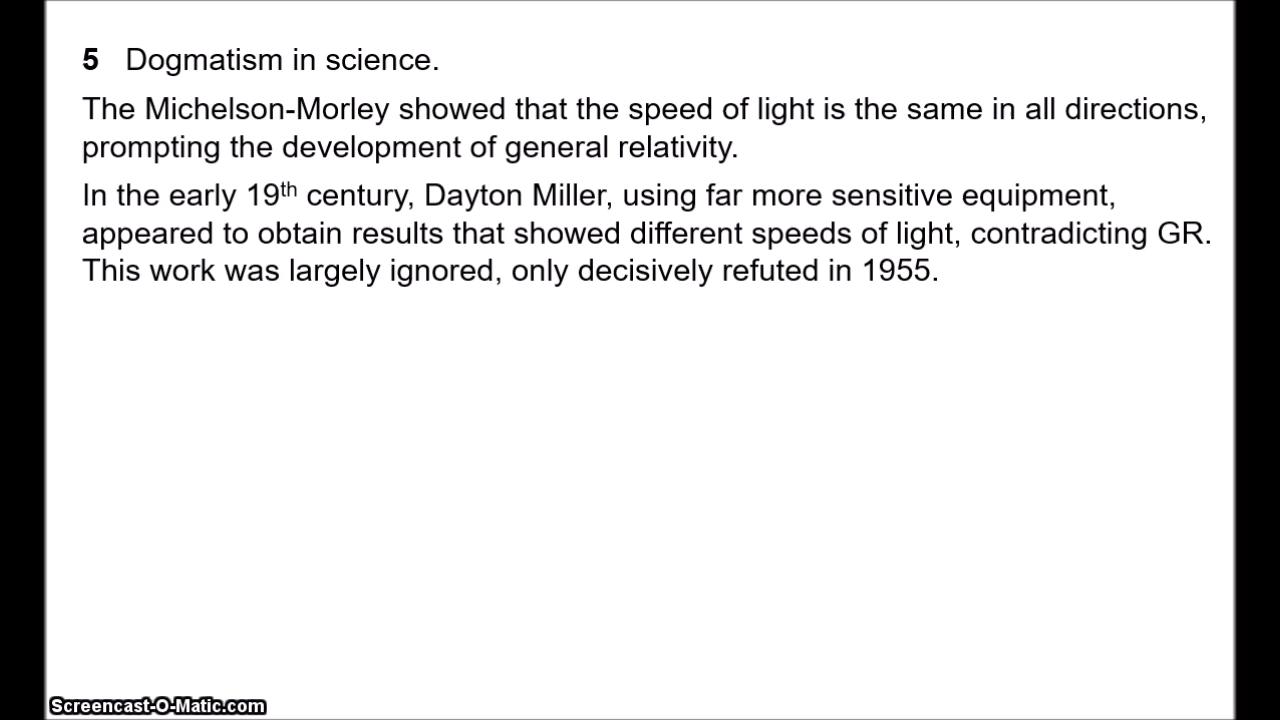 5 Dogmatism in science.
The Michelson-Morley showed that the speed of light is the same in all directions,
prompting the development of general relativity.
In the early 19th century, Dayton Miller, using far more sensitive equipment,
appeared to obtain results that showed different speeds of light, contradicting GR.
This work was largely ignored, only decisively refuted in 1955.
Screencast-O-Matic.com